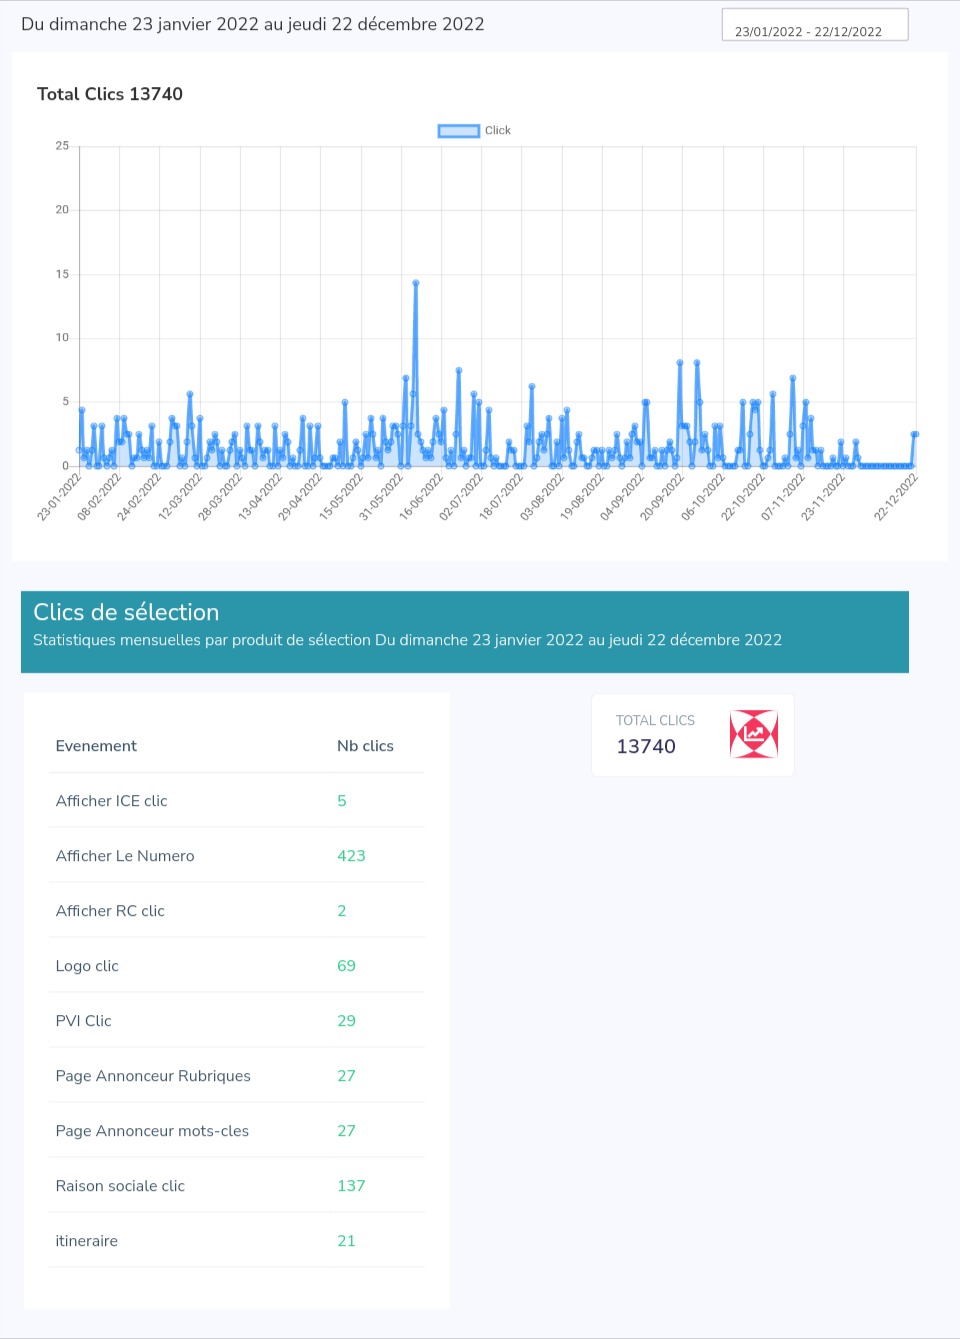 Du dimanche 23 janvier 2022 au jeudi 22 décembre 2022
23/01/2022 - 22/12/2022
Total Clics 13740
Click
25
20
15
10
5
0
23-01-2022 08-02-2022 24-02-2022 12-03-2022 28-03-2022 13-04-2022 29-04-2022 15-05-2022 31-05-2022 16-06-2022 02-07-2022 18-07-2022 03-08-2022 19-08-2022 04-09-2022 20-09-2022 06-10-2022 22-10-2022 07-11-2022 23-11-2022 22-12-2022
Clics de sélection
Statistiques mensuelles par produit de sélection Du dimanche 23 janvier 2022 au jeudi 22 décembre 2022
TOTAL CLICS
13740
Evenement Nb clics
Afficher ICE clic 5
Afficher Le Numero 423
Afficher RC clic 2
Logo clic 69
PVI Clic 29
Page Annonceur Rubriques 27
Page Annonceur mots-cles 27
Raison sociale clic 137
itineraire 21